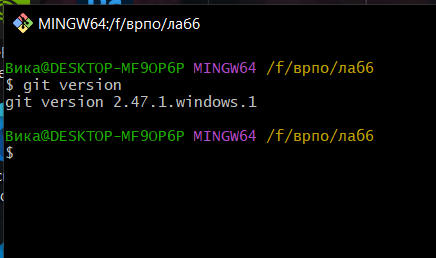 MINGW64:/f/врпо/лаб6
Вика@DESKTOP-MF9OP6P MINGW64 /f/врпо/лаб6
$ git version
git version 2.47.1.windows.1
Вика@DESKTOP-MF9OP6P MINGW64 /f/врпо/лаб6
$